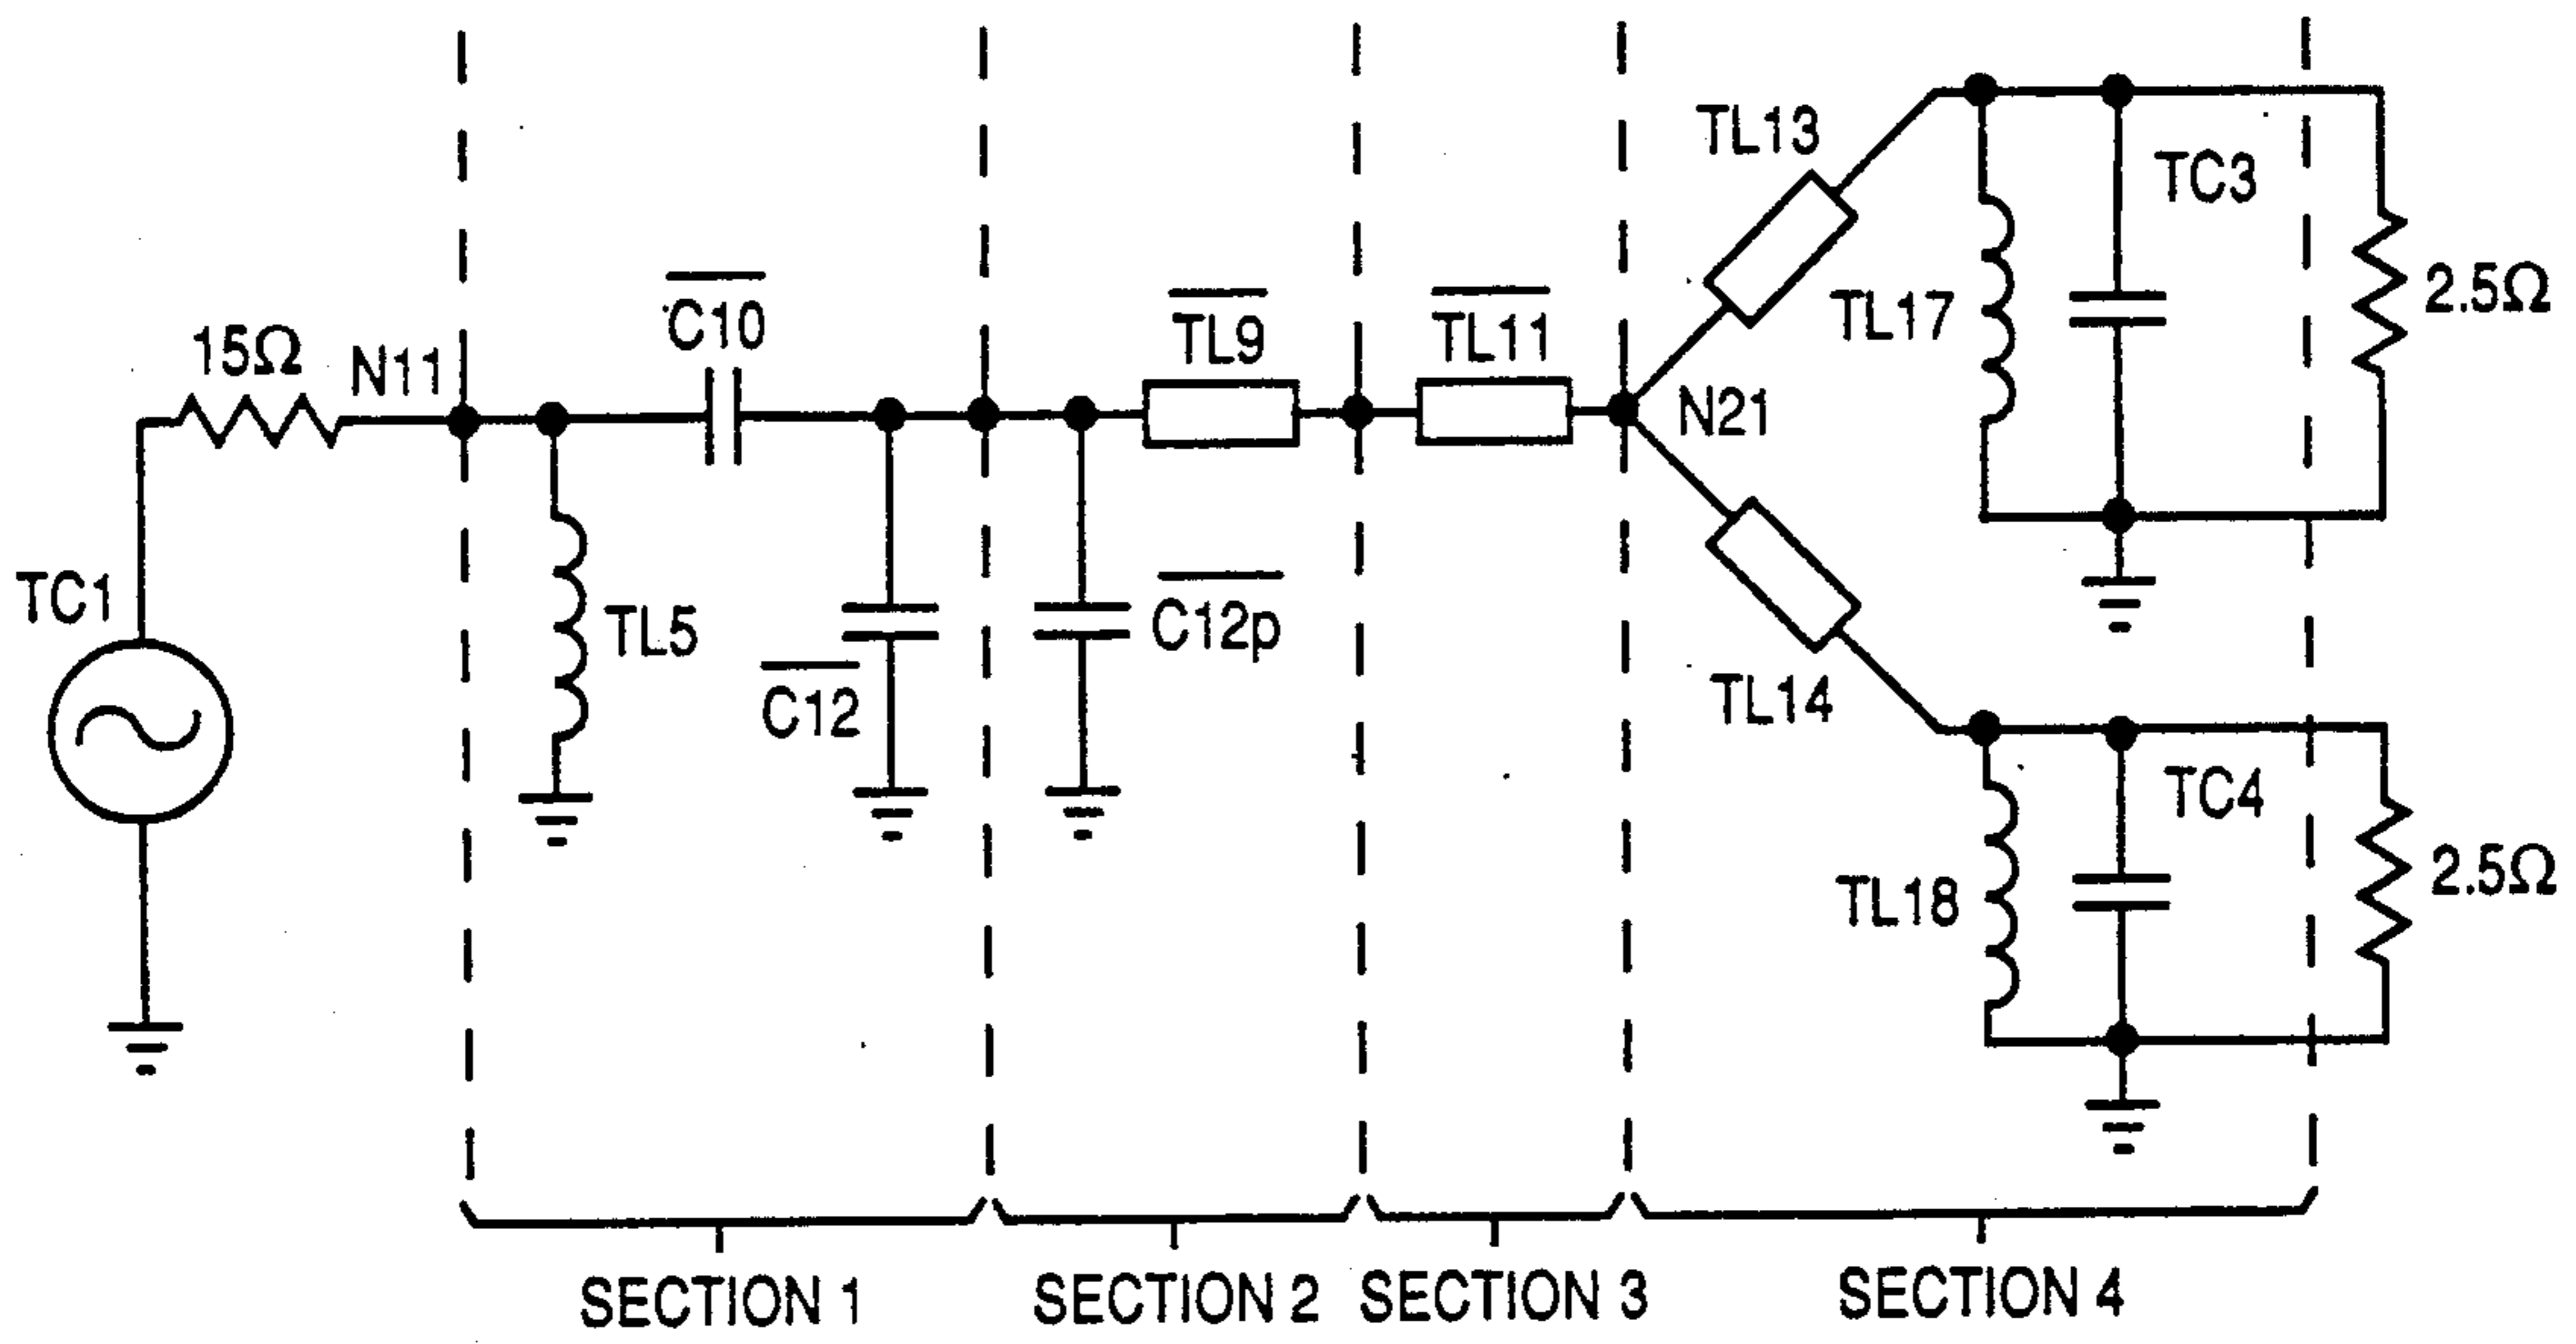 TL13
TC3
2.5Ω
TL17
C10
TL9
TL11
15Ω
N11
N21
TC1
TL5
C12p
C12
TL14
TC4
TL18
2.5Ω
SECTION 1
SECTION 2
SECTION 3
SECTION 4